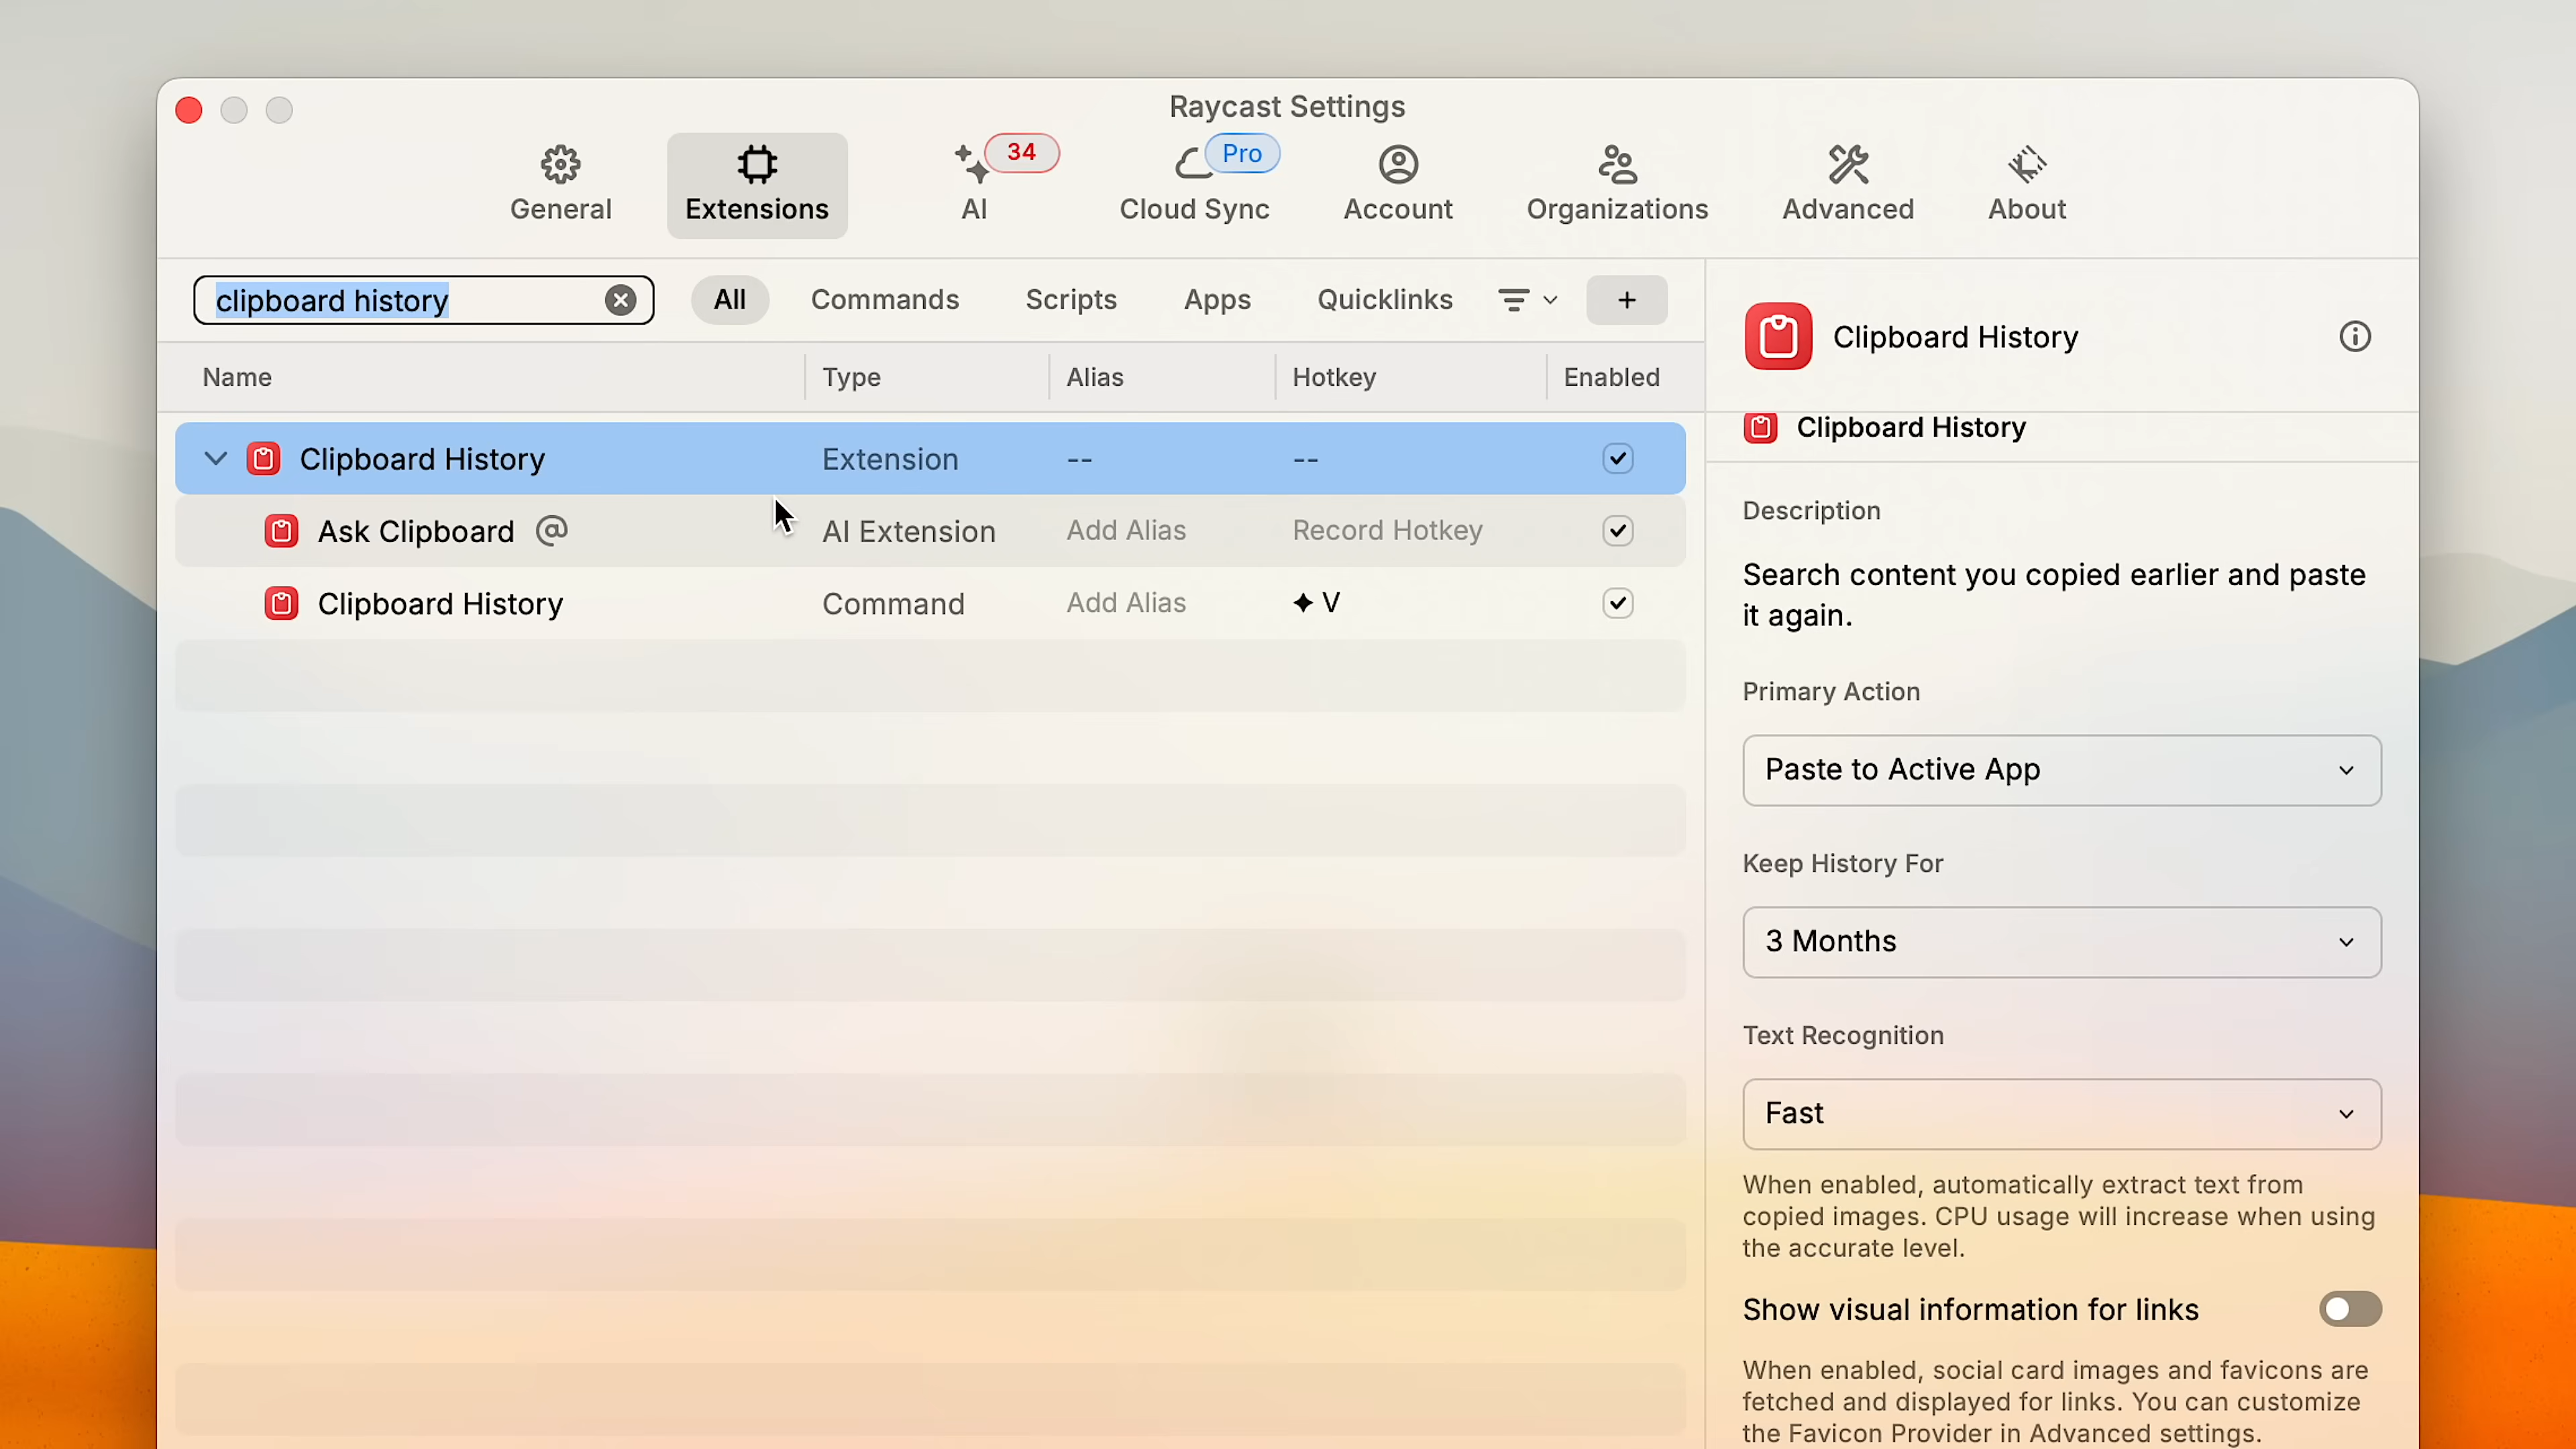 Raycast Settings
General
Extensions
34
AI
Pro
Cloud Sync
Account
Organizations
Advanced
About
clipboard history
All
Commands
Scripts
Apps
Quicklinks
+
Name
Type
Alias
Hotkey
Enabled
Clipboard History
Extension
--
--
Ask Clipboard @
AI Extension
Add Alias
Record Hotkey
Clipboard History
Command
Add Alias
✦ V
Clipboard History
Clipboard History
Description
Search content you copied earlier and paste
it again.
Primary Action
Paste to Active App
Keep History For
3 Months
Text Recognition
Fast
When enabled, automatically extract text from
copied images. CPU usage will increase when using
the accurate level.
Show visual information for links
When enabled, social card images and favicons are
fetched and displayed for links. You can customize
the Favicon Provider in Advanced settings.